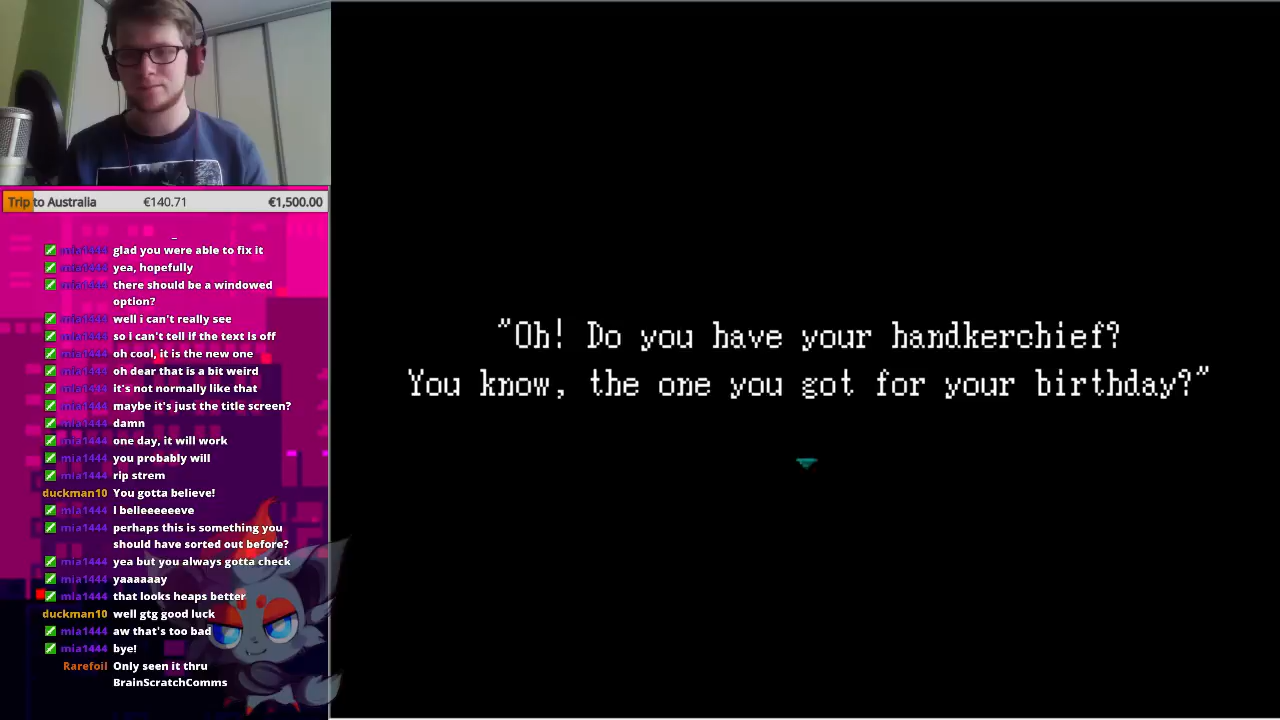 Trip to Australia €140.71 €1,500.00
mia1444 glad you were able to fix it
mia1444 yea, hopefully
mia1444 there should be a windowed
option?
mia1444 well i can't really see
mia1444 so i can't tell if the text is off
mia1444 oh cool, it is the new one
mia1444 oh dear that is a bit weird
mia1444 it's not normally like that
mia1444 maybe it's just the title screen?
mia1444 damn
mia1444 one day, it will work
mia1444 you probably will
mia1444 rip strem
duckman10 You gotta believe!
mia1444 I belleeeeeeve
mia1444 perhaps this is something you
should have sorted out before?
mia1444 yea but you always gotta check
mia1444 yaaaaaay
mia1444 that looks heaps better
duckman10 well gtg good luck
mia1444 aw that's too bad
mia1444 bye!
Rarefoil Only seen it thru
BrainScratchComms
"Oh! Do you have your handkerchief?
You know, the one you got for your birthday?"